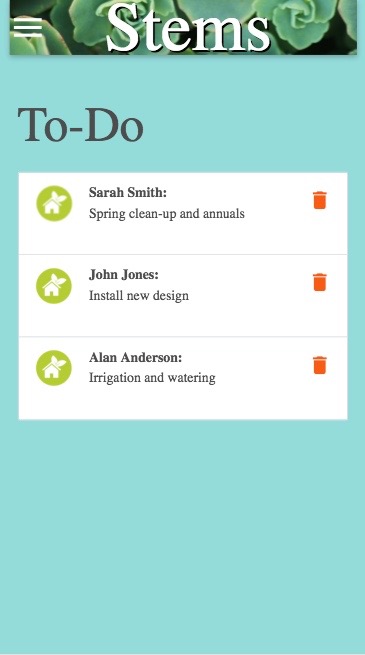 Stems
To-Do
Sarah Smith:
Spring clean-up and annuals
John Jones:
Install new design
Alan Anderson:
Irrigation and watering